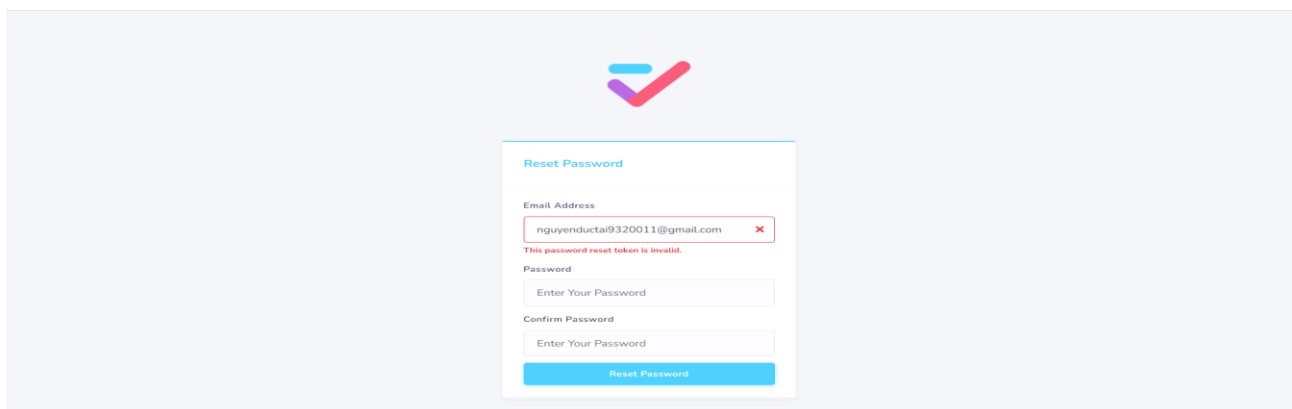 Reset Password
Email Address
nguyenductai9320011@gmail.com
This password reset token is invalid.
Password
Enter Your Password
Confirm Password
Enter Your Password
Reset Password